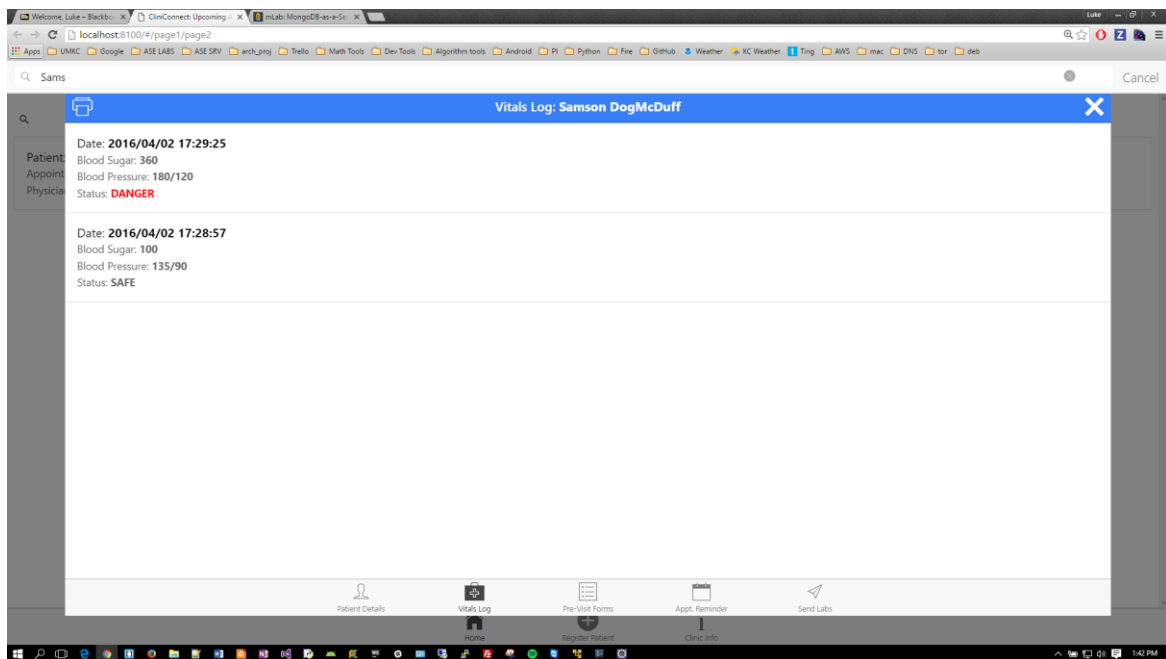 Welcome, Luke – Blackbo
CliniConnect: Upcoming A
mLab: MongoDB-as-a-Ser
Luke
localhost:8100/#/page1/page2
Apps UMKC Google ASE LABS ASE SRV arch_proj Trello Math Tools Dev Tools Algorithm tools Android PI Python Fire GitHub Weather KC Weather Ting AWS mac DNS tor deb
Sams
Cancel
Vitals Log: Samson DogMcDuff
Patient:
Appoint
Physicia
Date: 2016/04/02 17:29:25
Blood Sugar: 360
Blood Pressure: 180/120
Status: DANGER
Date: 2016/04/02 17:28:57
Blood Sugar: 100
Blood Pressure: 135/90
Status: SAFE
Patient Details Vitals Log Pre-Visit Forms Appt. Reminder Send Labs
Home Register Patient Clinic Info
1:42 PM